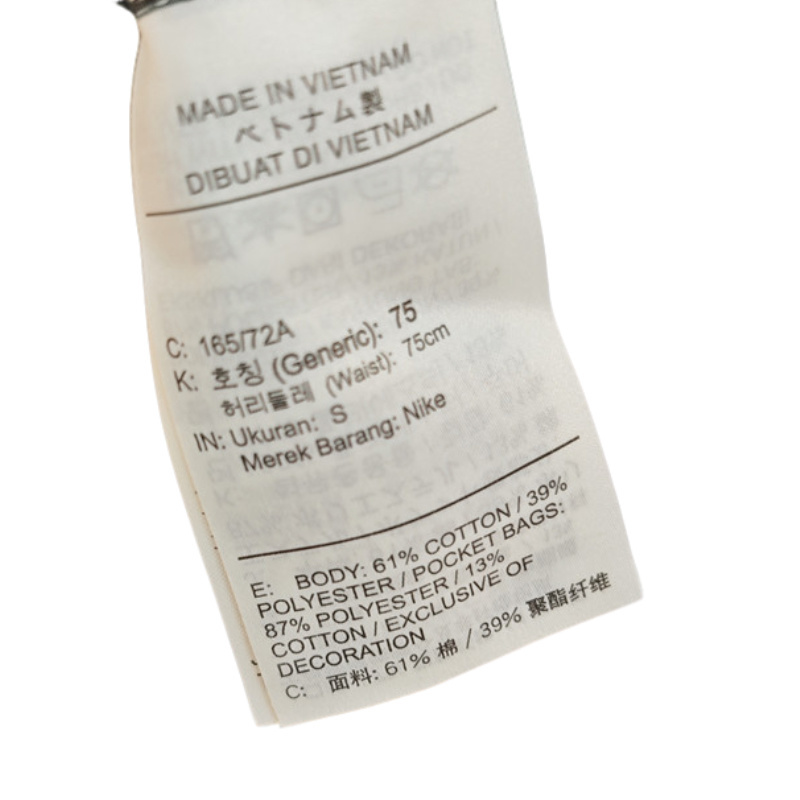 MADE IN VIETNAM
ベトナム製
DIBUAT DI VIETNAM
C: 165/72A
K: 호칭 (Generic): 75
허리둘레 (Waist): 75cm
IN: Ukuran: S
Merek Barang: Nike
E: BODY: 61% COTTON / 39%
POLYESTER / POCKET BAGS:
87% POLYESTER / 13%
COTTON / EXCLUSIVE OF
DECORATION
C: 面料: 61% 棉 / 39% 聚酯纤维